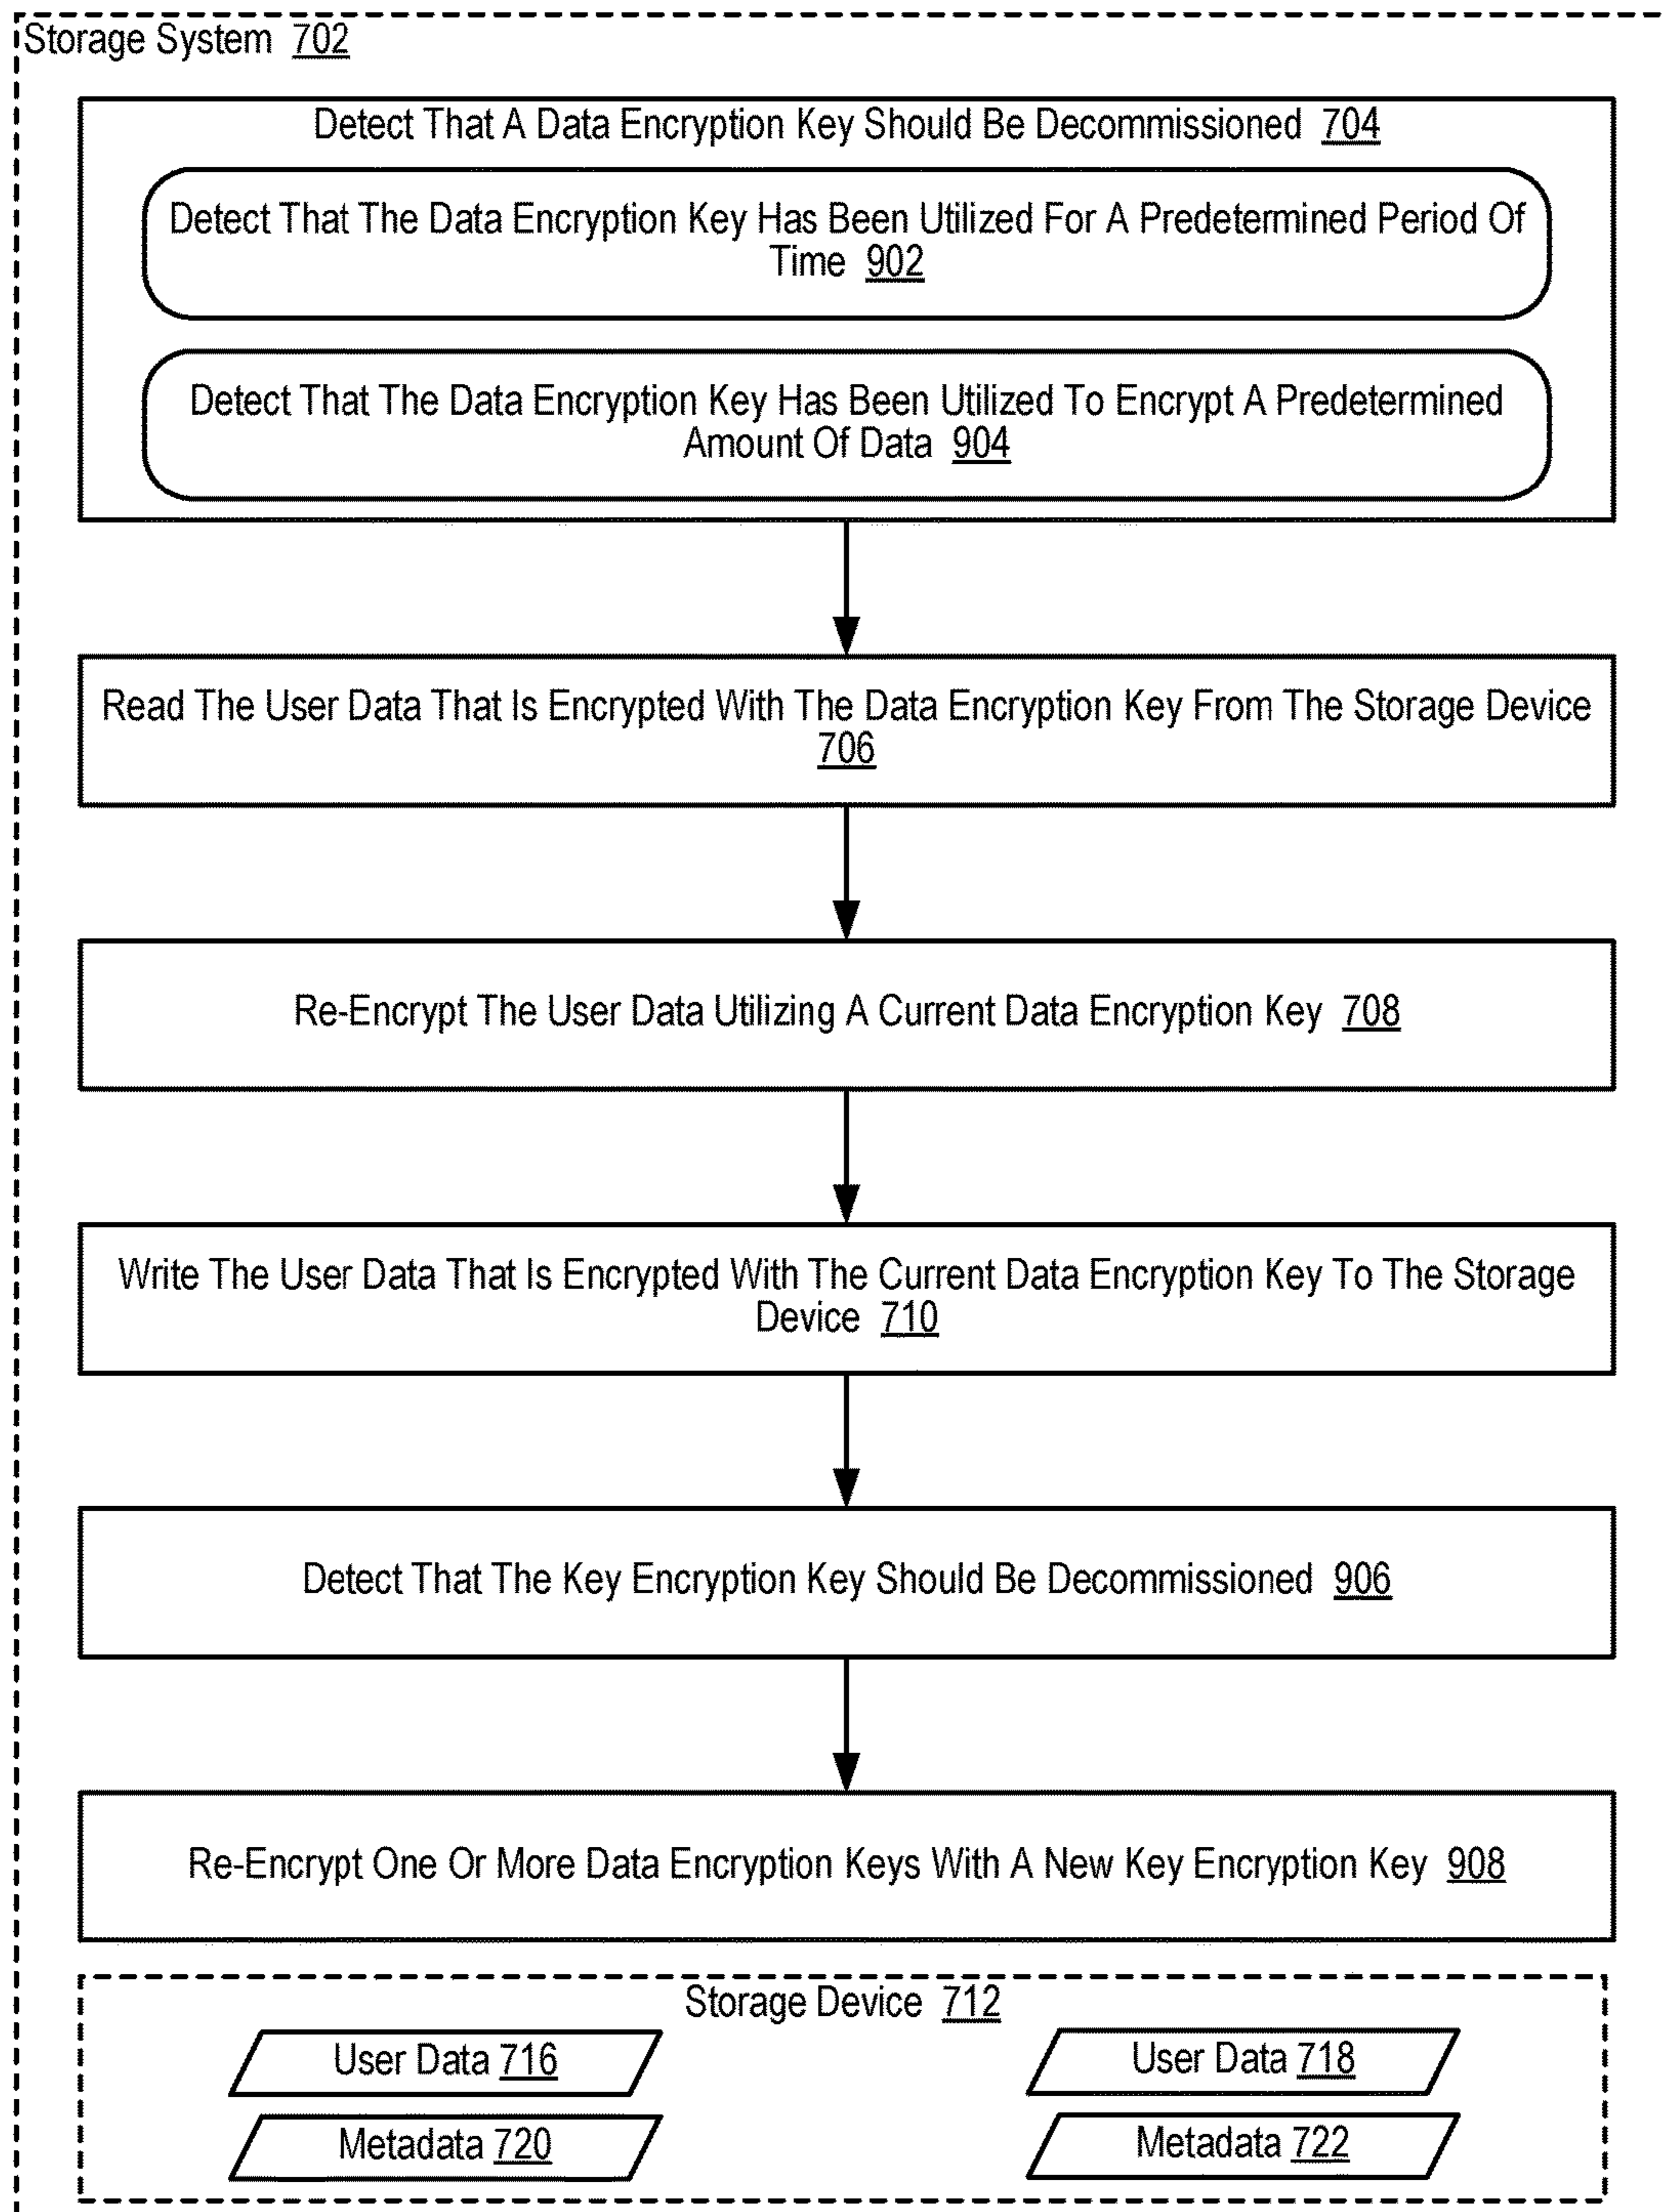 Storage System 702
Detect That A Data Encryption Key Should Be Decommissioned 704
Detect That The Data Encryption Key Has Been Utilized For A Predetermined Period Of
Time 902
Detect That The Data Encryption Key Has Been Utilized To Encrypt A Predetermined
Amount Of Data 904
Read The User Data That Is Encrypted With The Data Encryption Key From The Storage Device
706
Re-Encrypt The User Data Utilizing A Current Data Encryption Key 708
Write The User Data That Is Encrypted With The Current Data Encryption Key To The Storage
Device 710
Detect That The Key Encryption Key Should Be Decommissioned 906
Re-Encrypt One Or More Data Encryption Keys With A New Key Encryption Key 908
Storage Device 712
User Data 716
User Data 718
Metadata 720
Metadata 722